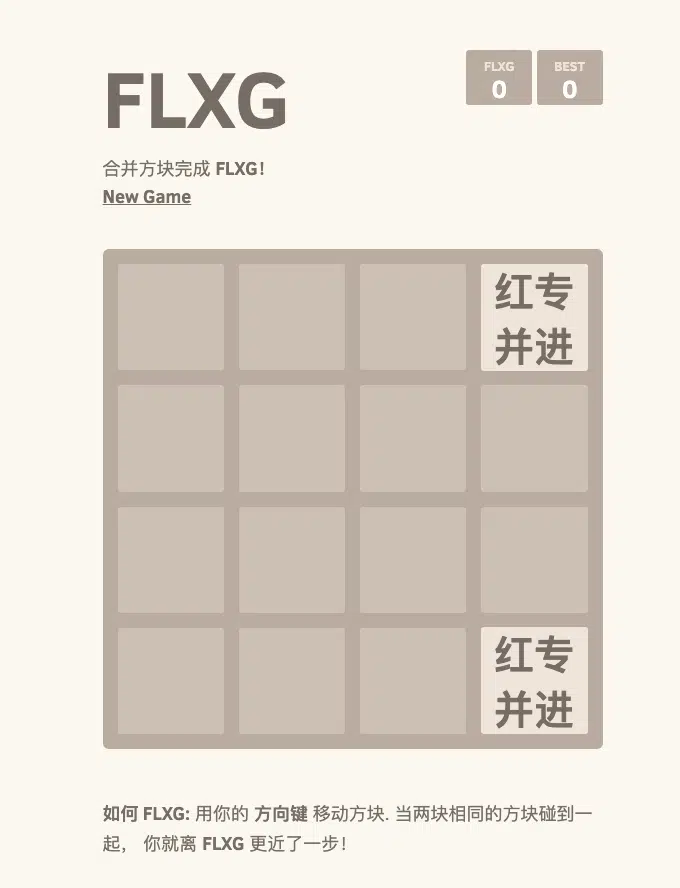 FLXG
FLXG
0
BEST
0
合并方块完成 FLXG!
New Game
红专
并进
红专
并进
如何 FLXG: 用你的 方向键 移动方块. 当两块相同的方块碰到一
起， 你就离 FLXG 更近了一步!